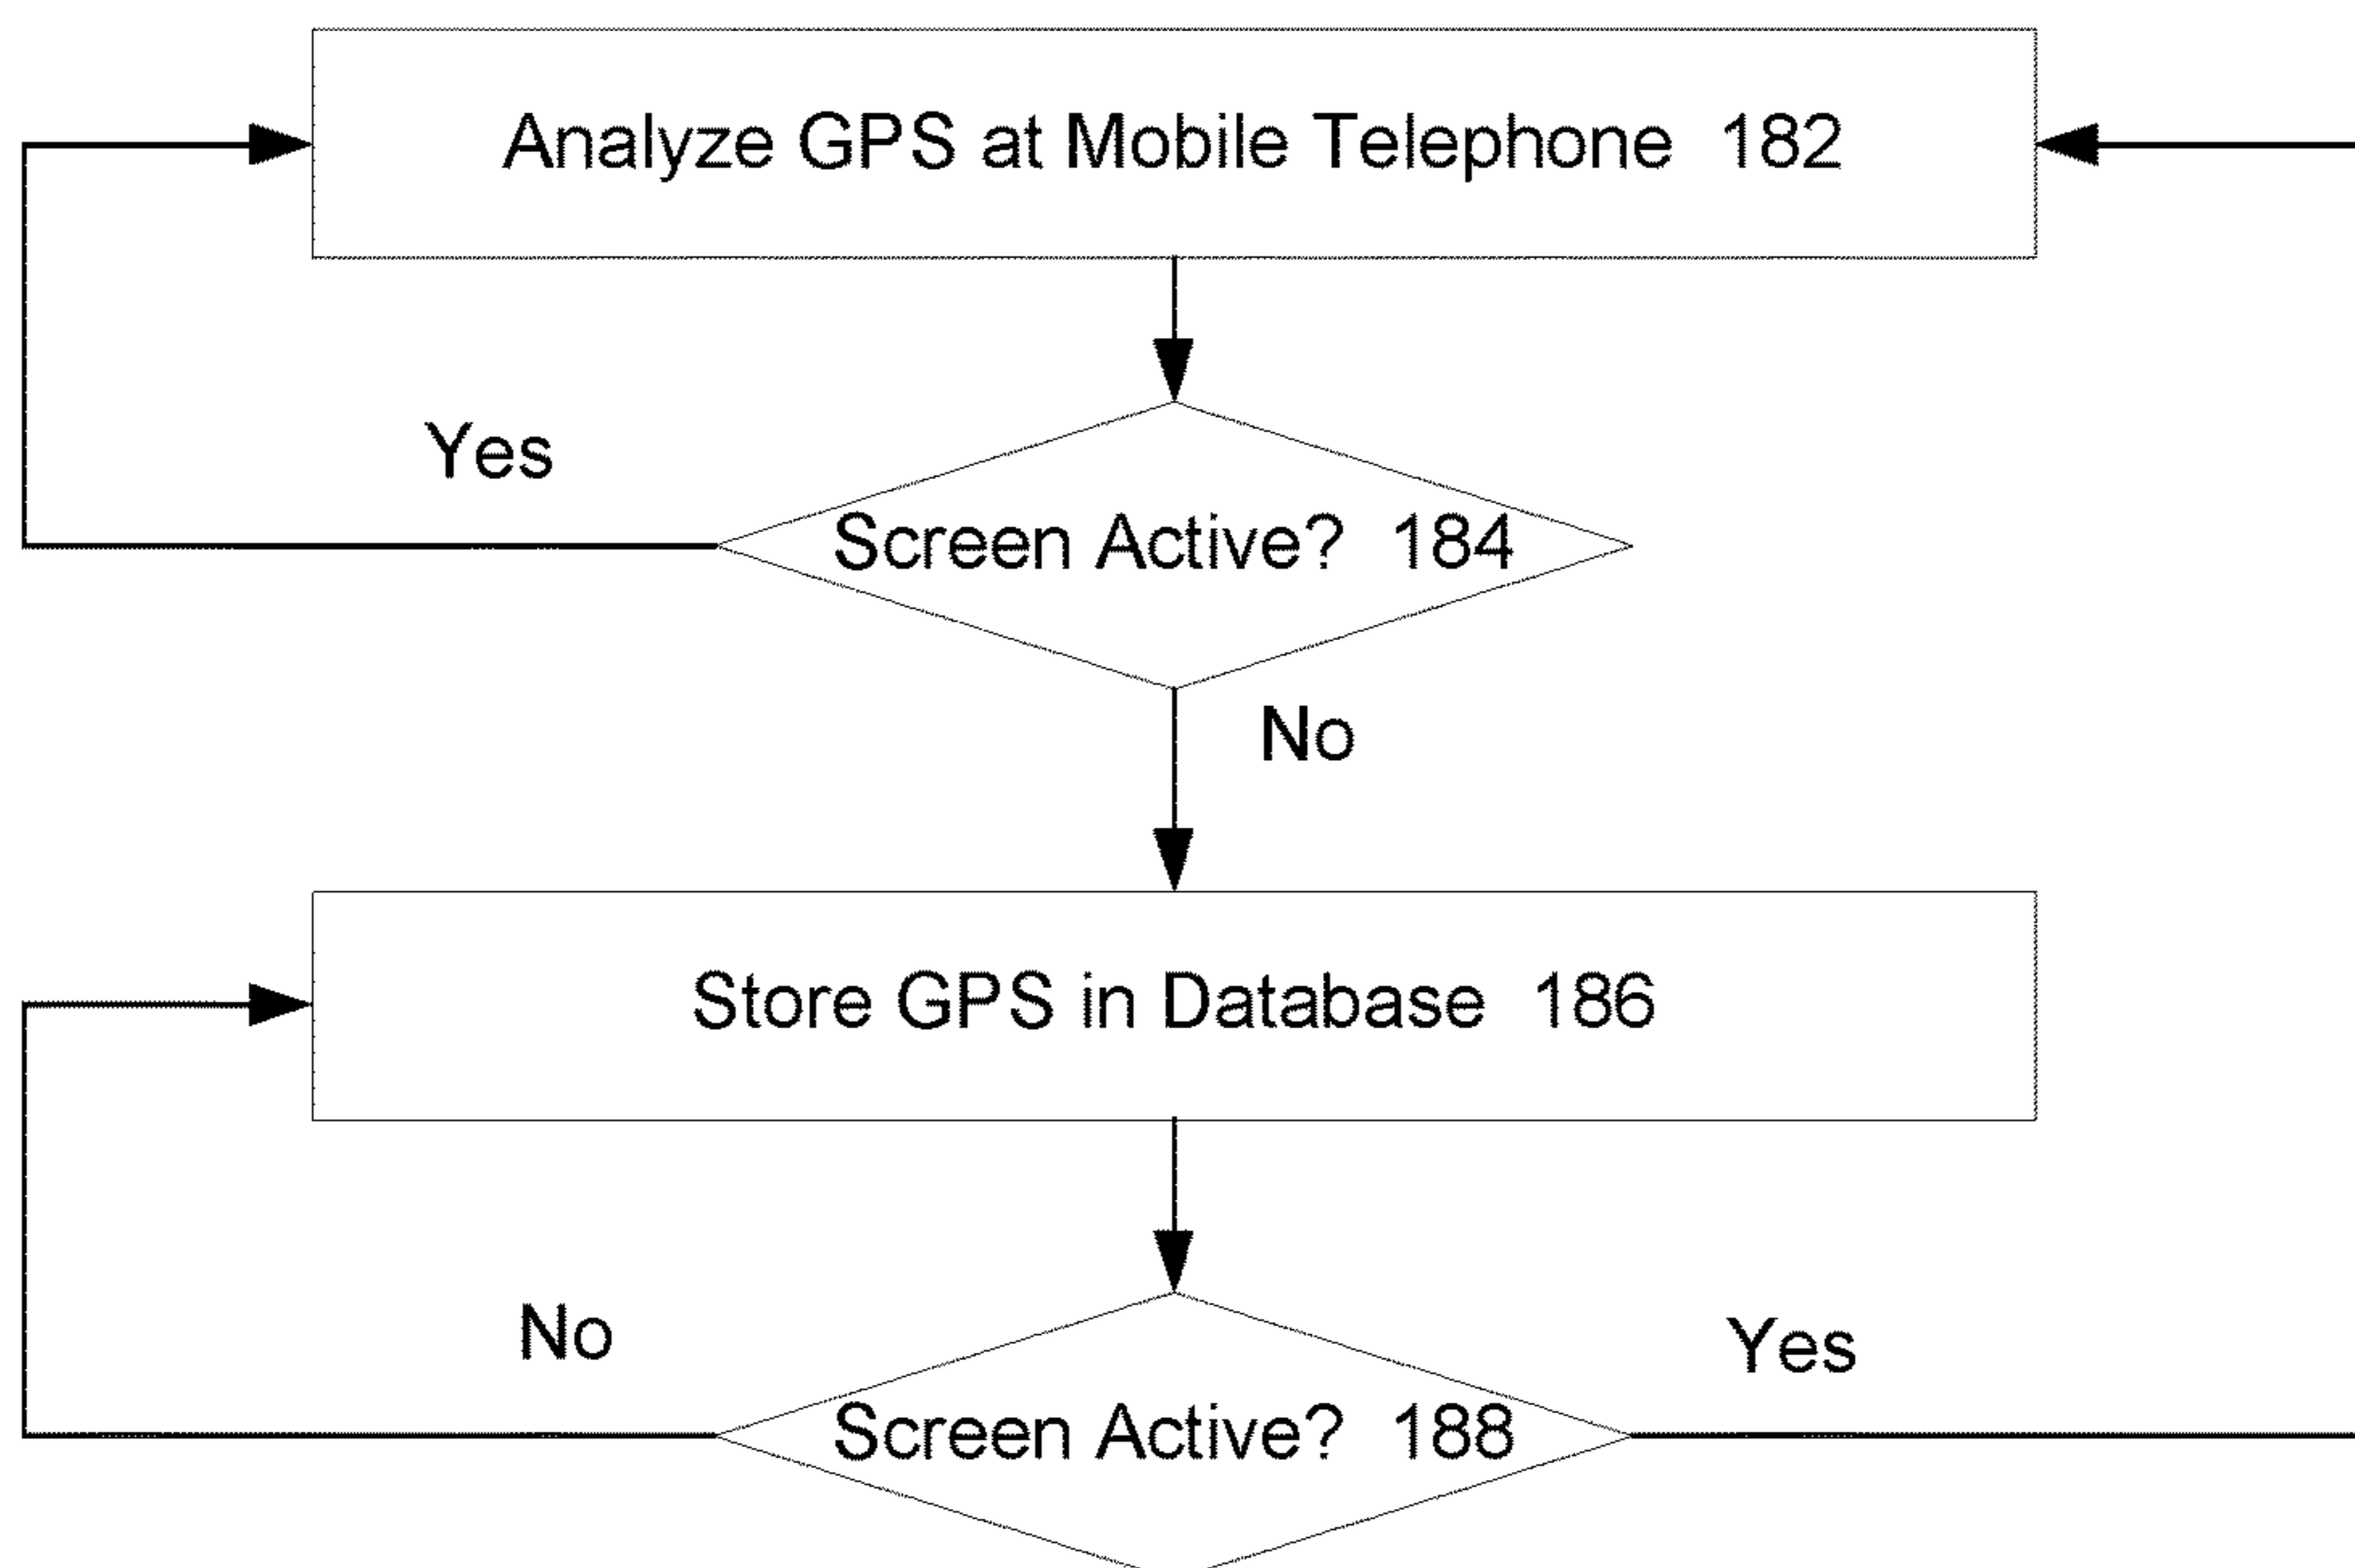 Analyze GPS at Mobile Telephone 182
Yes
Screen Active? 184
No
Store GPS in Database 186
No
Yes
Screen Active? 188